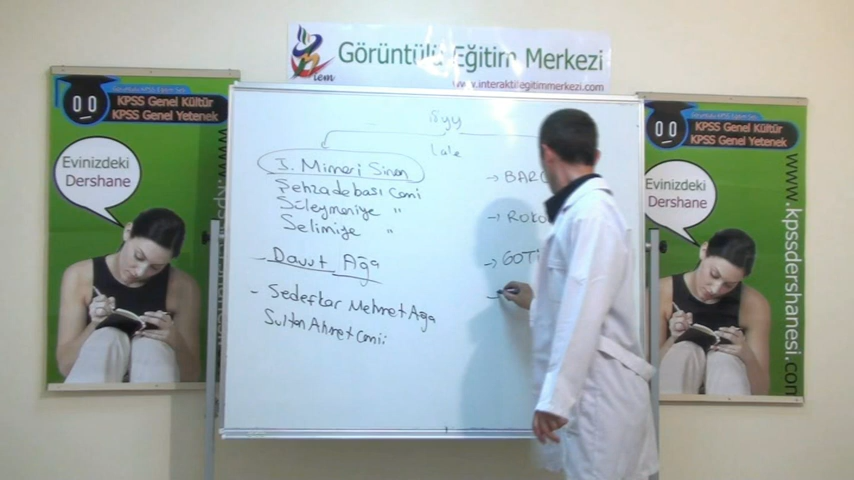 Görüntülü Eğitim Merkezi
www.interaktifegitimmerkezi.com
KPSS Genel Kültür
KPSS Genel Yetenek
Evinizdeki
Dershane
Lale
Mimari Sinan
Şehzadebası Cami
Süleymaniye "
Selimiye "
- Davut Ağa
- Sedefkar Mehmet Ağa
Sultan Ahmet Camii
→ BARO
→ ROKO
→ GOTİ
KPSS Genel Kültür
KPSS Genel Yetenek
Evinizdeki
Dershane
www.kpssdershanesi.com